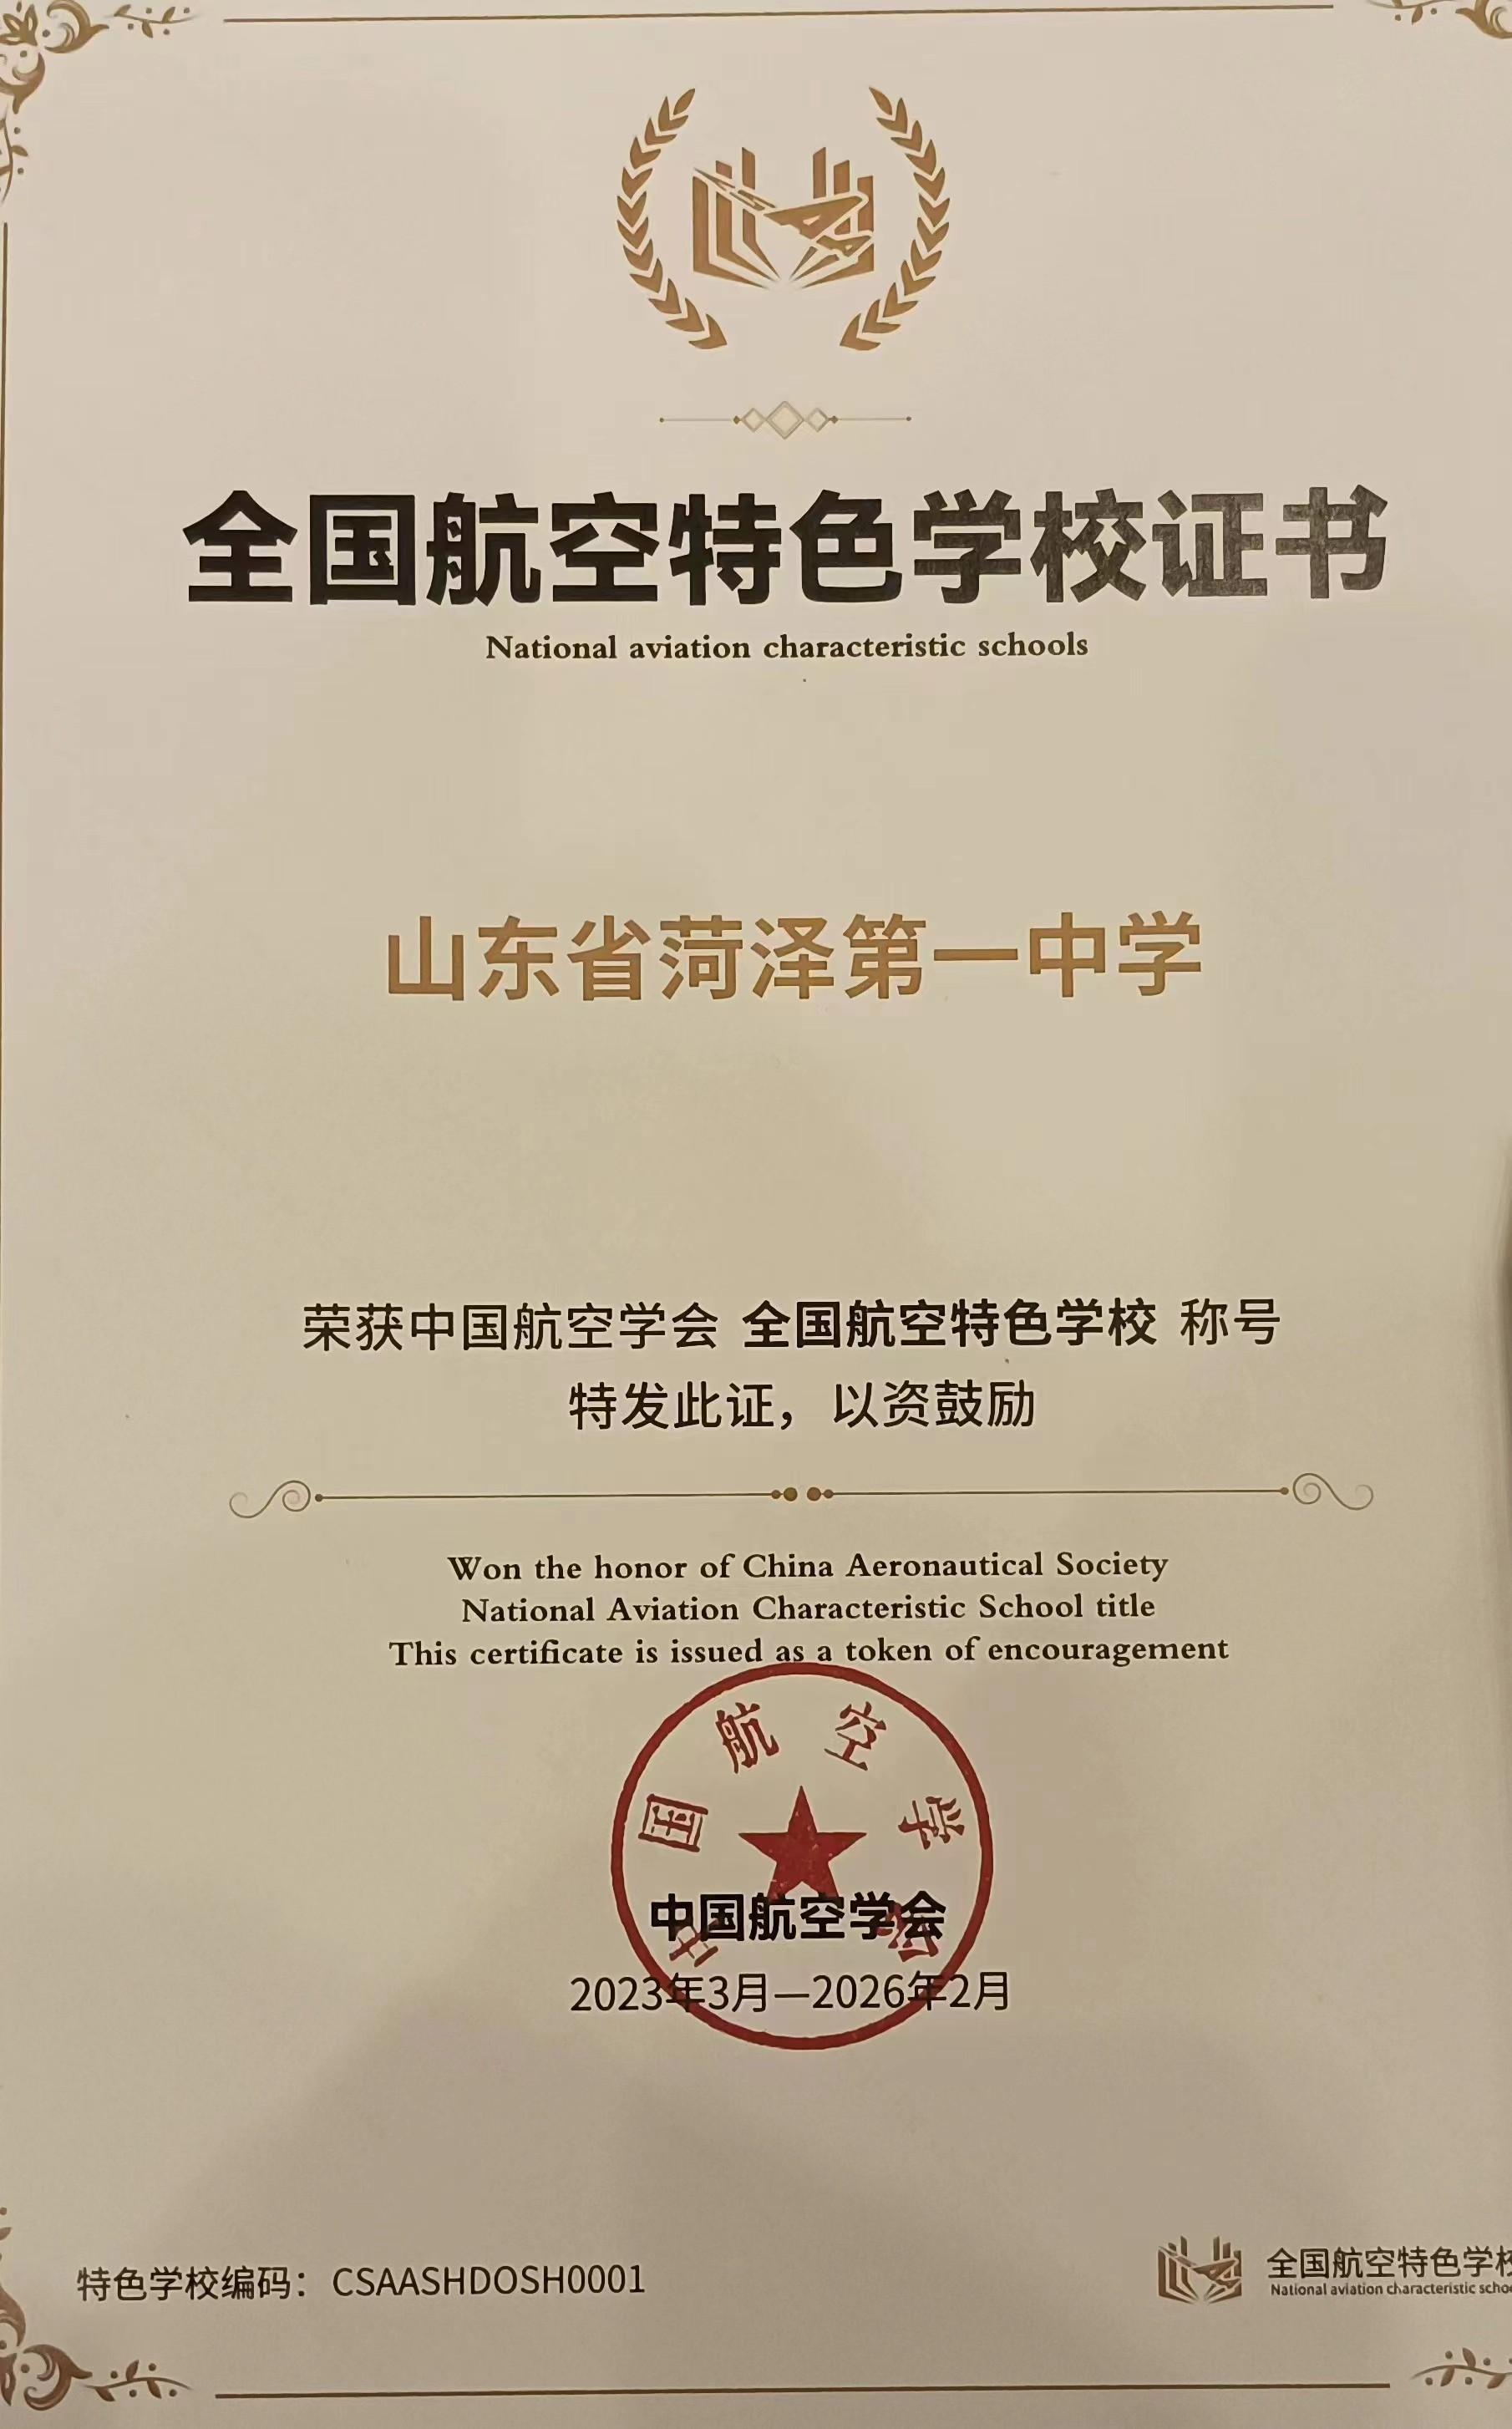 全国航空特色学校证书
National aviation characteristic schools
山东省菏泽第一中学
荣获中国航空学会 全国航空特色学校 称号
特发此证，以资鼓励
Won the honor of China Aeronautical Society
National Aviation Characteristic School title
This certificate is issued as a token of encouragement
中国航空学会
中国航空学会
2023年3月—2026年2月
特色学校编码：CSAASHDOSH0001
全国航空特色学校
National aviation characteristic